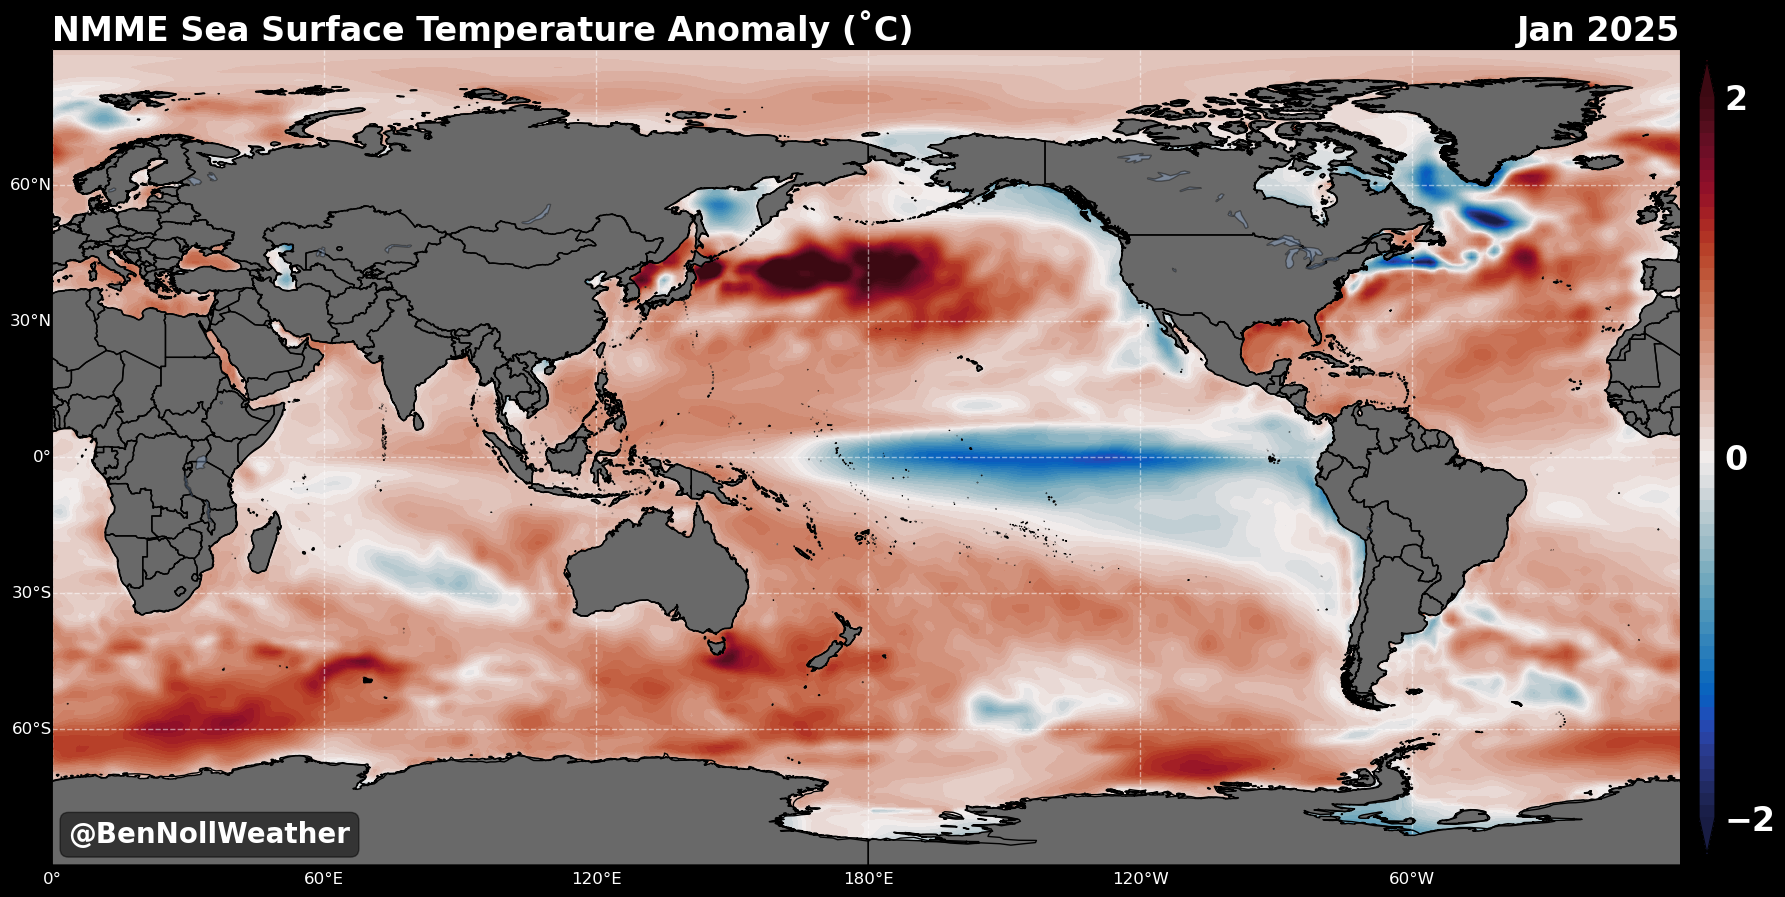 NMME Sea Surface Temperature Anomaly (˚C)
Jan 2025
2
0
−2
60°N
30°N
0°
30°S
60°S
@BenNollWeather
0°
60°E
120°E
180°E
120°W
60°W